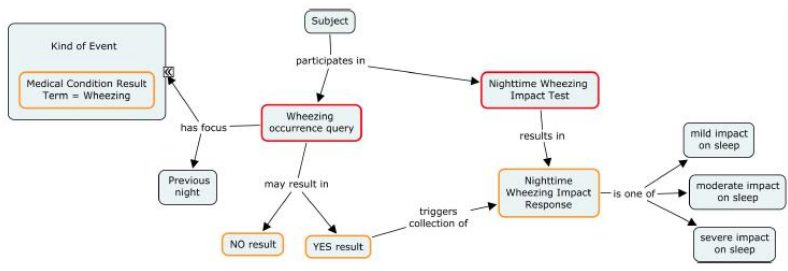 Subject
Kind of Event
participates in
Medical Condition Result
Term = Wheezing
Nighttime Wheezing
Impact Test
Wheezing
occurrence query
has focus
results in
mild impact
on sleep
Previous
night
may result in
Nighttime
Wheezing Impact
Response
is one of
moderate impact
on sleep
triggers
collection of
NO result
YES result
severe impact
on sleep